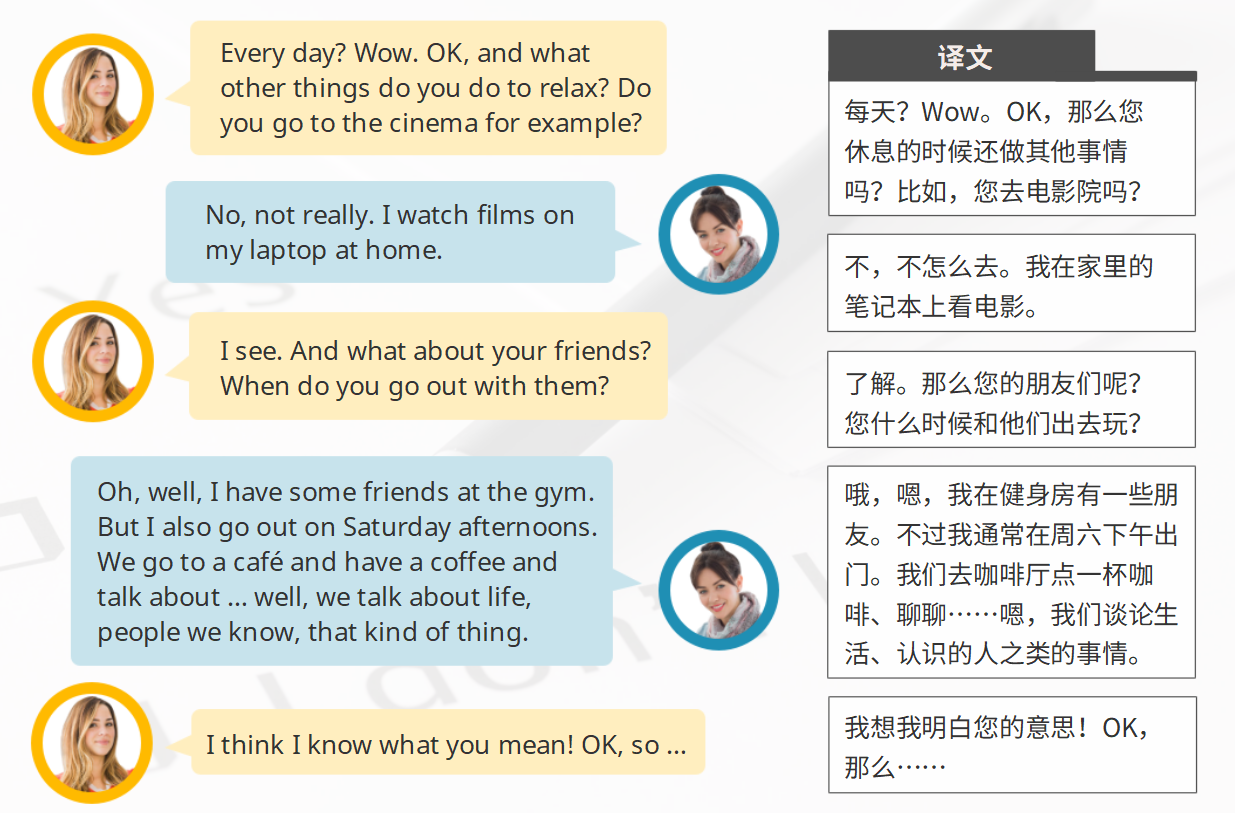 Every day? Wow. OK, and what
other things do you do to relax? Do
you go to the cinema for example?
No, not really. I watch films on
my laptop at home.
I see. And what about your friends?
When do you go out with them?
Oh, well, I have some friends at the gym.
But I also go out on Saturday afternoons.
We go to a café and have a coffee and
talk about ... well, we talk about life,
people we know, that kind of thing.
I think I know what you mean! OK, so ...
译文
每天？Wow。OK，那么您
休息的时候还做其他事情
吗？比如，您去电影院吗？
不，不怎么去。我在家里的
笔记本上看电影。
了解。那么您的朋友们呢？
您什么时候和他们出去玩？
哦，嗯，我在健身房有一些朋
友。不过我通常在周六下午出
门。我们去咖啡厅点一杯咖
啡、聊聊……嗯，我们谈论生
活、认识的人之类的事情。
我想我明白您的意思！OK，
那么……